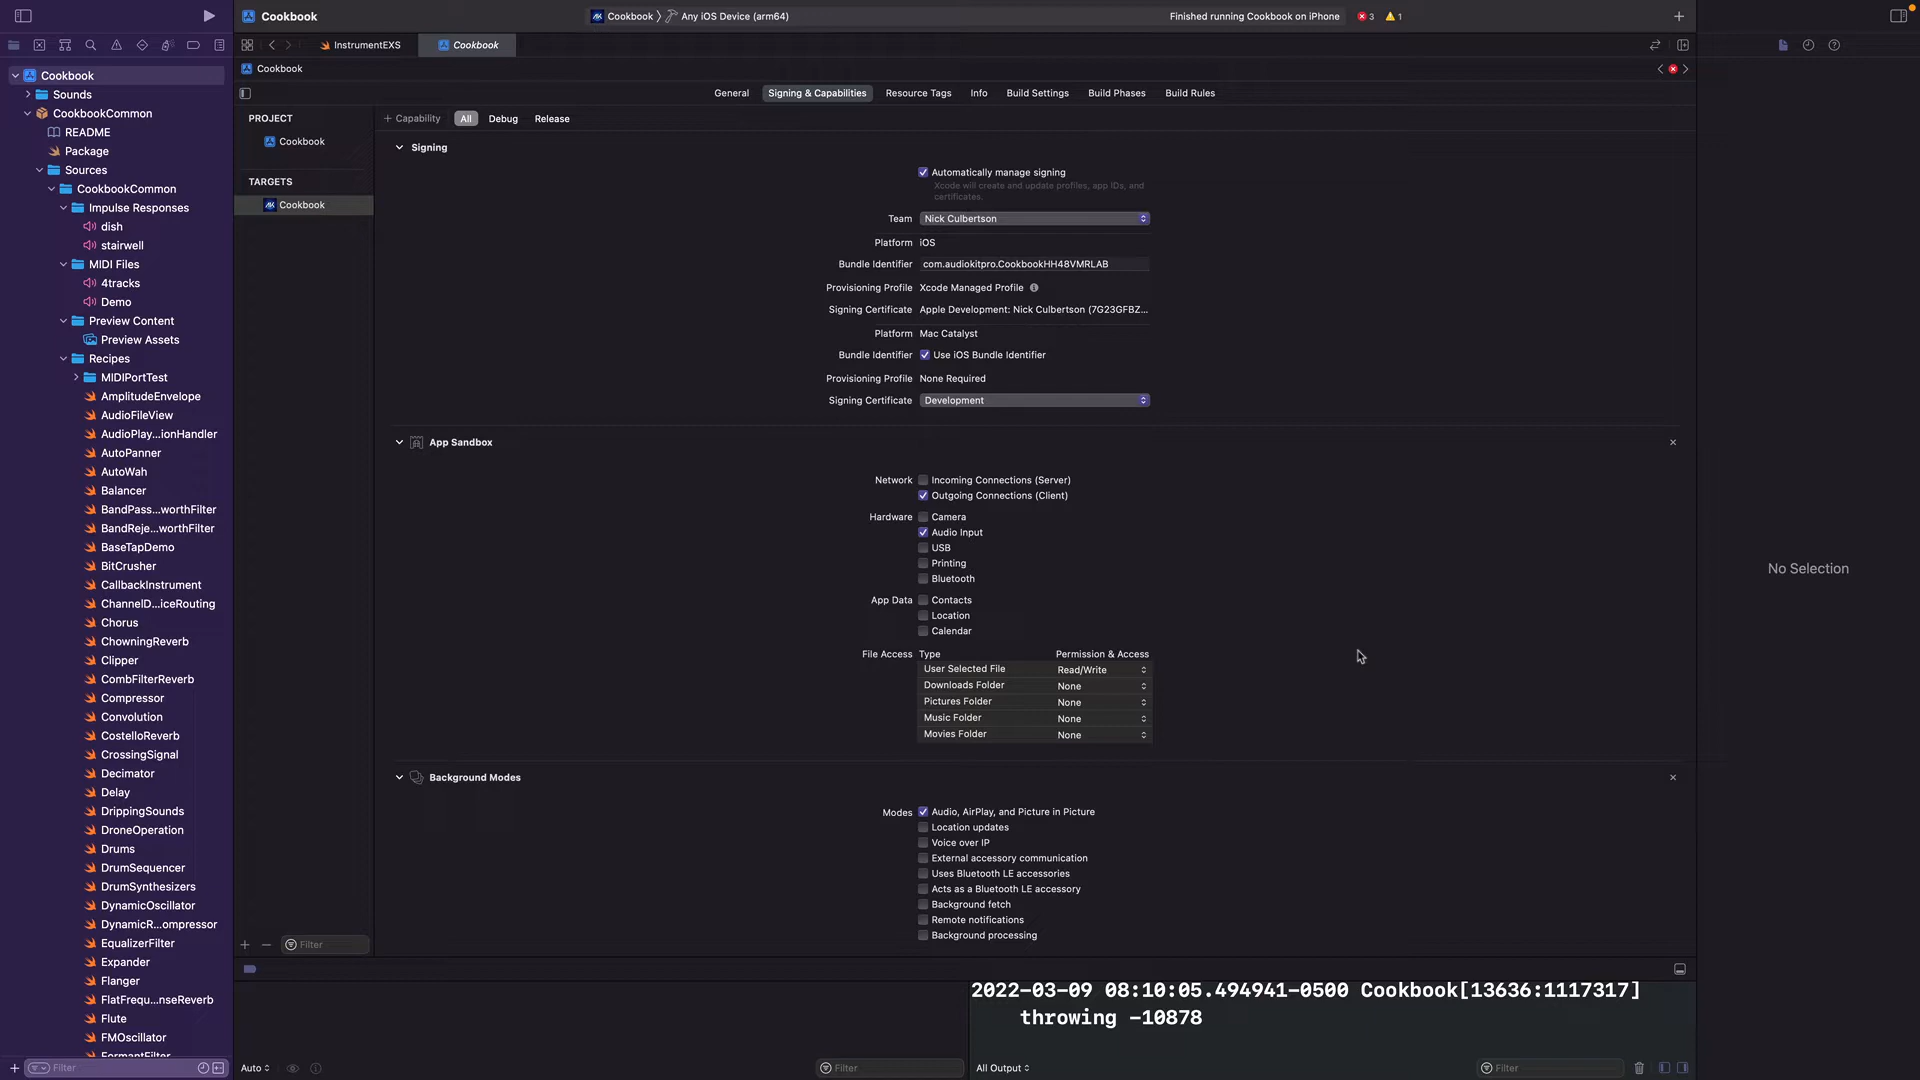 Cookbook
Cookbook
Any iOS Device (arm64)
Finished running Cookbook on iPhone
3
1
InstrumentEXS
Cookbook
Cookbook
General
Signing & Capabilities
Resource Tags
Info
Build Settings
Build Phases
Build Rules
PROJECT
Cookbook
TARGETS
Cookbook
+ Capability
All
Debug
Release
Cookbook
Sounds
CookbookCommon
README
Package
Sources
CookbookCommon
Impulse Responses
dish
stairwell
MIDI Files
4tracks
Demo
Preview Content
Preview Assets
Recipes
MIDIPortTest
AmplitudeEnvelope
AudioFileView
AudioPlay...ionHandler
AutoPanner
AutoWah
Balancer
BandPass...worthFilter
BandReje...worthFilter
BaseTapDemo
BitCrusher
CallbackInstrument
ChannelD...iceRouting
Chorus
ChowningReverb
Clipper
CombFilterReverb
Compressor
Convolution
CostelloReverb
CrossingSignal
Decimator
Delay
DrippingSounds
DroneOperation
Drums
DrumSequencer
DrumSynthesizers
DynamicOscillator
DynamicR...ompressor
EqualizerFilter
Expander
Flanger
FlatFrequ...nseReverb
Flute
FMOscillator
FormantFilter
Filter
Signing
Automatically manage signing
Xcode will create and update profiles, app IDs, and
certificates.
Team Nick Culbertson
Platform iOS
Bundle Identifier com.audiokitpro.CookbookHH48VMRLAB
Provisioning Profile Xcode Managed Profile
Signing Certificate Apple Development: Nick Culbertson (7G23GFBZ...
Platform Mac Catalyst
Bundle Identifier Use iOS Bundle Identifier
Provisioning Profile None Required
Signing Certificate Development
App Sandbox
Network Incoming Connections (Server)
Outgoing Connections (Client)
Hardware Camera
Audio Input
USB
Printing
Bluetooth
App Data Contacts
Location
Calendar
File Access Type Permission & Access
User Selected File Read/Write
Downloads Folder None
Pictures Folder None
Music Folder None
Movies Folder None
Background Modes
Modes Audio, AirPlay, and Picture in Picture
Location updates
Voice over IP
External accessory communication
Uses Bluetooth LE accessories
Acts as a Bluetooth LE accessory
Background fetch
Remote notifications
Background processing
Filter
No Selection
2022-03-09 08:10:05.494941-0500 Cookbook[13636:1117317]
throwing -10878
Auto
Filter
All Output
Filter